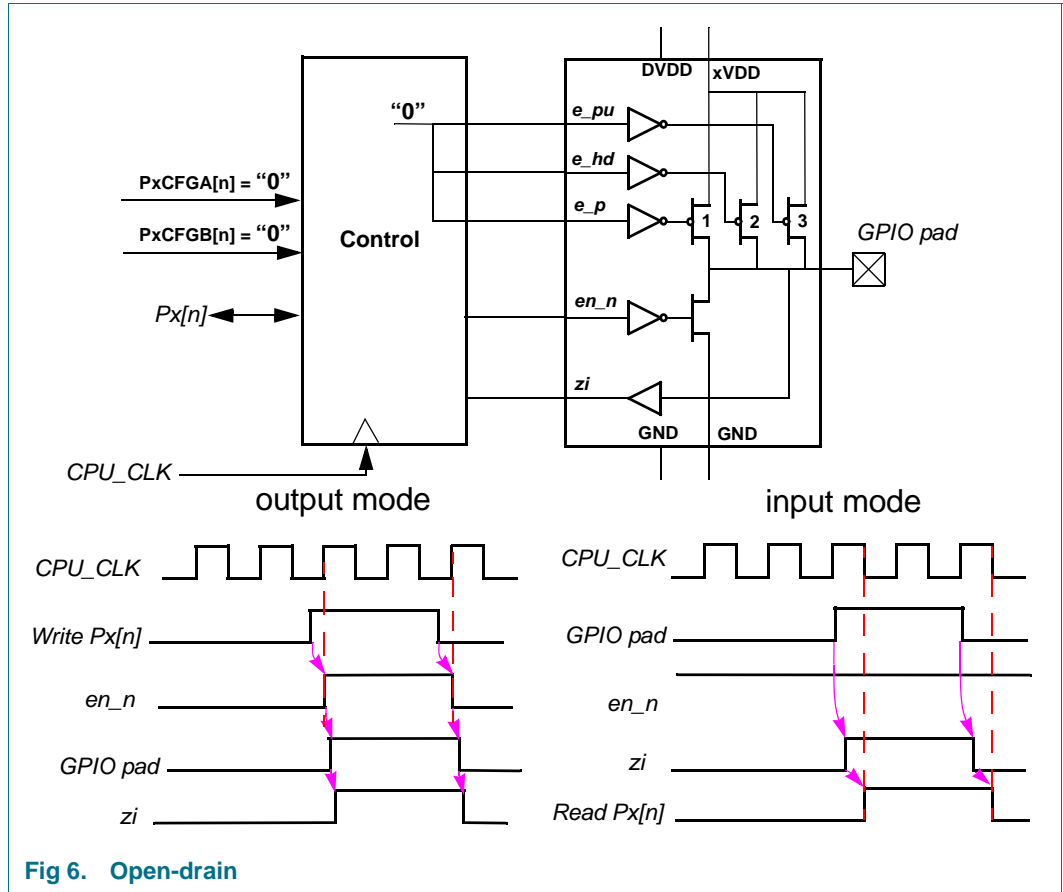 DVDD
xVDD
“0”
e_pu
e_hd
PxCFGA[n] = “0”
e_p
1
2
3
GPIO pad
Control
PxCFGB[n] = “0”
Px[n]
en_n
zi
GND
GND
CPU_CLK
output mode
input mode
CPU_CLK
Write Px[n]
en_n
GPIO pad
zi
CPU_CLK
GPIO pad
en_n
zi
Read Px[n]
Fig 6. Open-drain